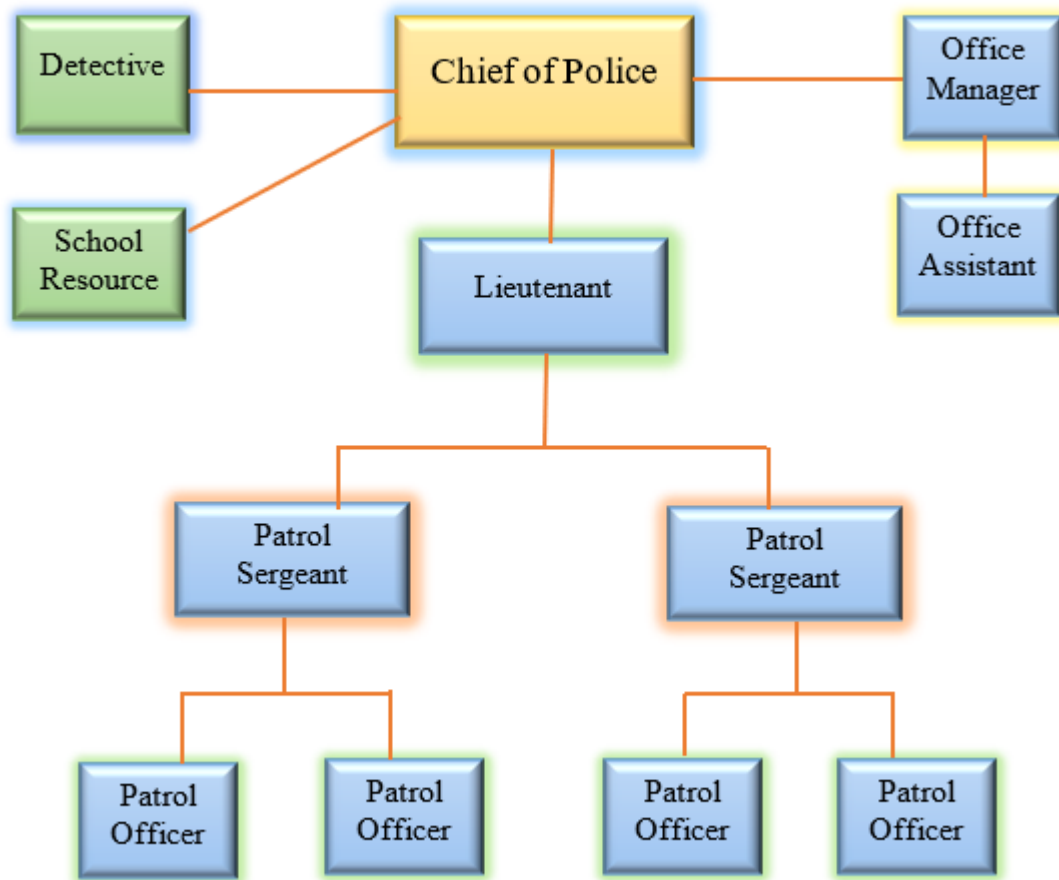 Detective
Chief of Police
Office
Manager
School
Resource
Lieutenant
Office
Assistant
Patrol
Sergeant
Patrol
Sergeant
Patrol
Officer
Patrol
Officer
Patrol
Officer
Patrol
Officer